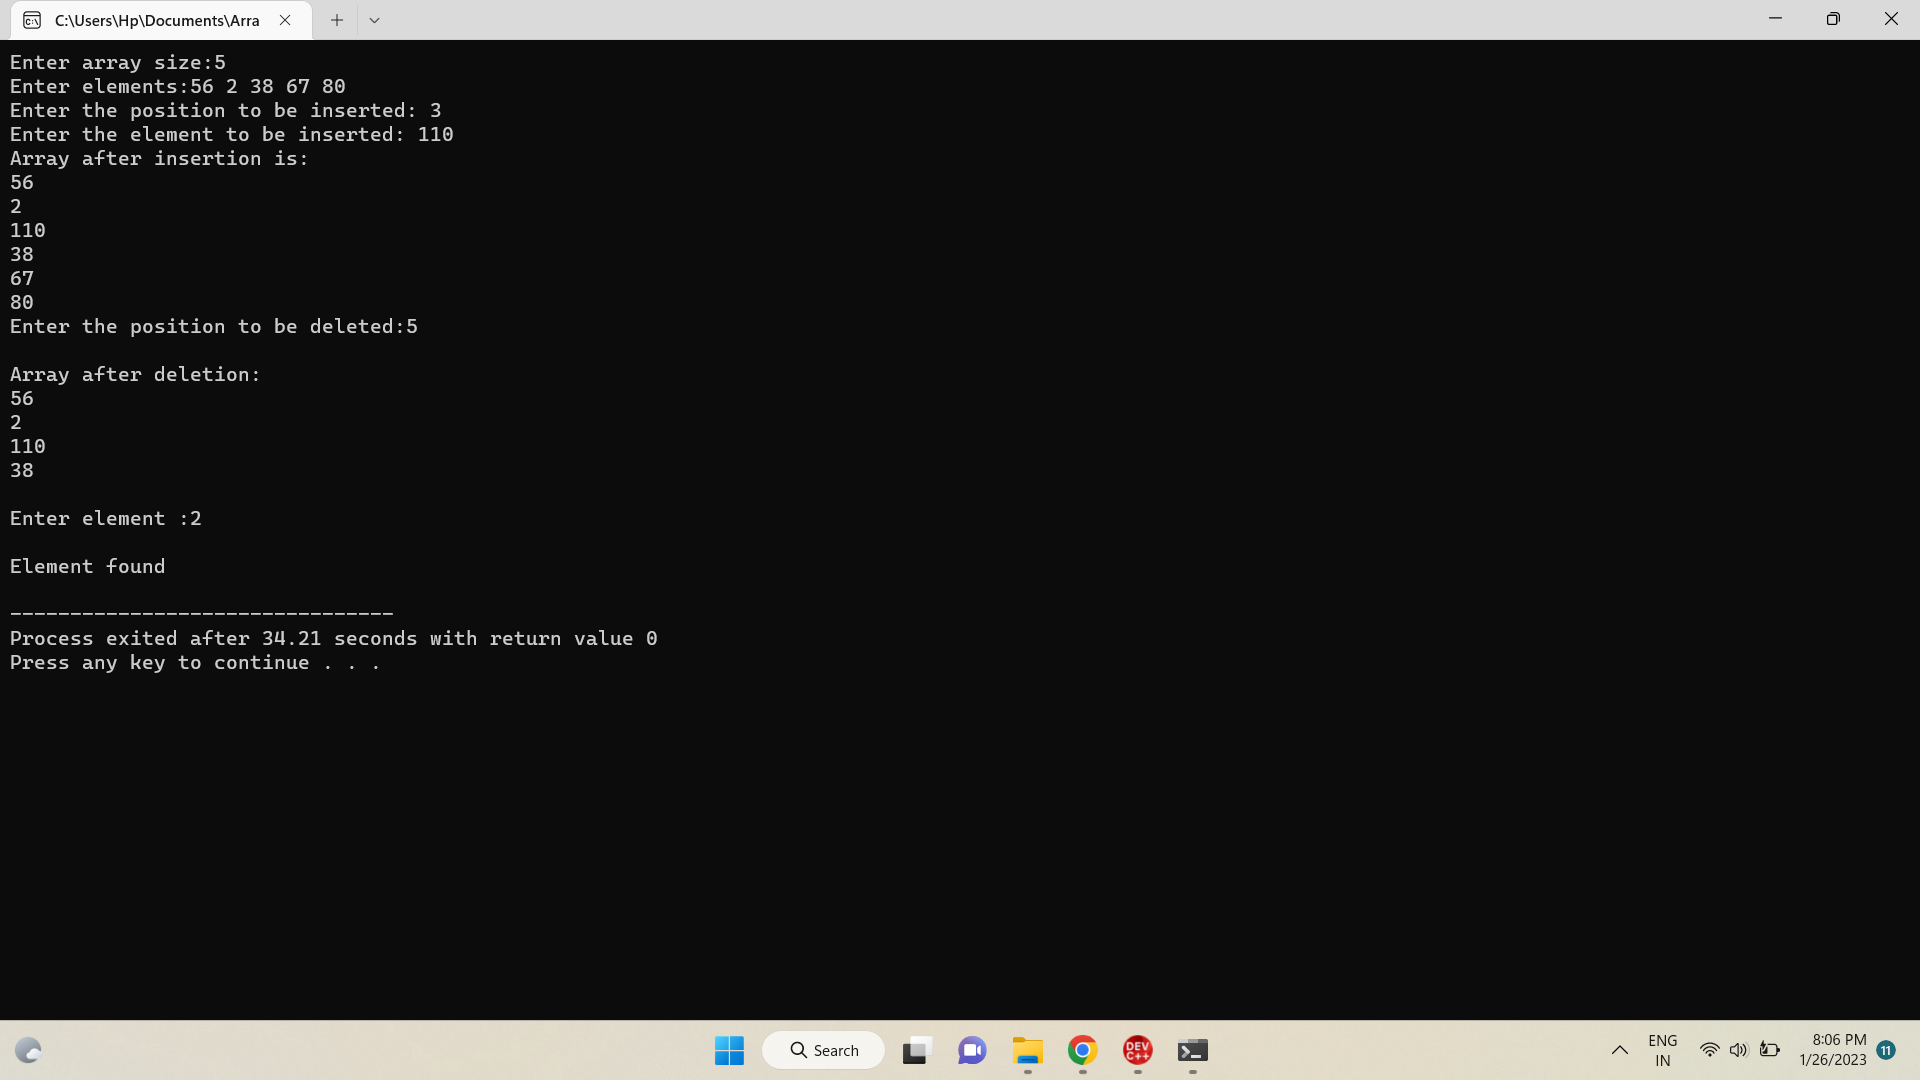 C:\Users\Hp\Documents\Arra
Enter array size:5
Enter elements:56 2 38 67 80
Enter the position to be inserted: 3
Enter the element to be inserted: 110
Array after insertion is:
56
2
110
38
67
80
Enter the position to be deleted:5
Array after deletion:
56
2
110
38
Enter element :2
Element found
--------------------------------
Process exited after 34.21 seconds with return value 0
Press any key to continue . . .
Search
DEV
C++
ENG
IN
8:06 PM
1/26/2023
11